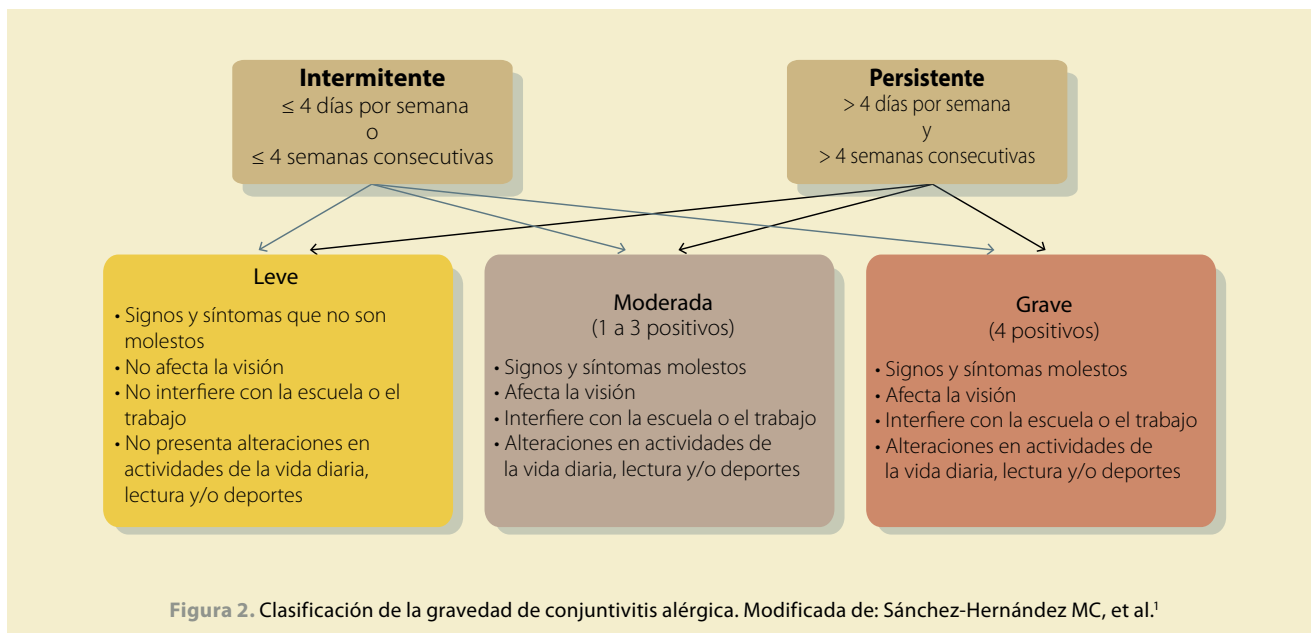 Intermitente
≤ 4 días por semana
o
≤ 4 semanas consecutivas
Persistente
> 4 días por semana
y
> 4 semanas consecutivas
Leve
• Signos y síntomas que no son
molestos
• No afecta la visión
• No interfiere con la escuela o el
trabajo
• No presenta alteraciones en
actividades de la vida diaria,
lectura y/o deportes
Moderada
(1 a 3 positivos)
• Signos y síntomas molestos
• Afecta la visión
• Interfiere con la escuela o el trabajo
• Alteraciones en actividades de
la vida diaria, lectura y/o deportes
Grave
(4 positivos)
• Signos y síntomas molestos
• Afecta la visión
• Interfiere con la escuela o el trabajo
• Alteraciones en actividades de
la vida diaria, lectura y/o deportes
Figura 2. Clasificación de la gravedad de conjuntivitis alérgica. Modificada de: Sánchez-Hernández MC, et al.¹